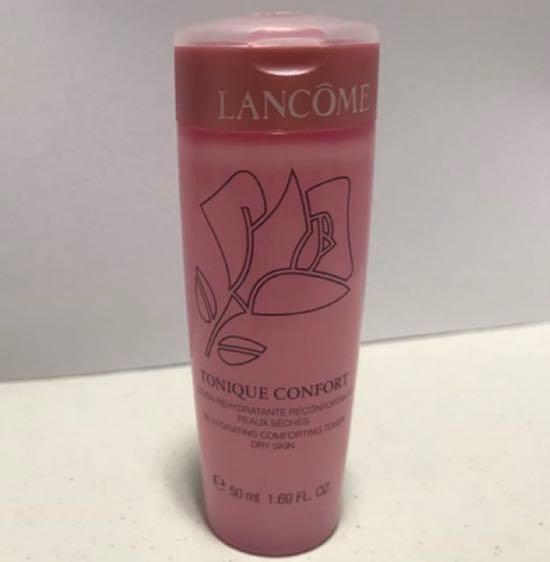 LANCÔME
TONIQUE CONFORT
LOTION RÉHYDRATANTE RÉCONFORTANTE
PEAUX SÈCHES
RE-HYDRATING COMFORTING TONER
DRY SKIN
℮ 50 ml 1.69 FL. OZ.